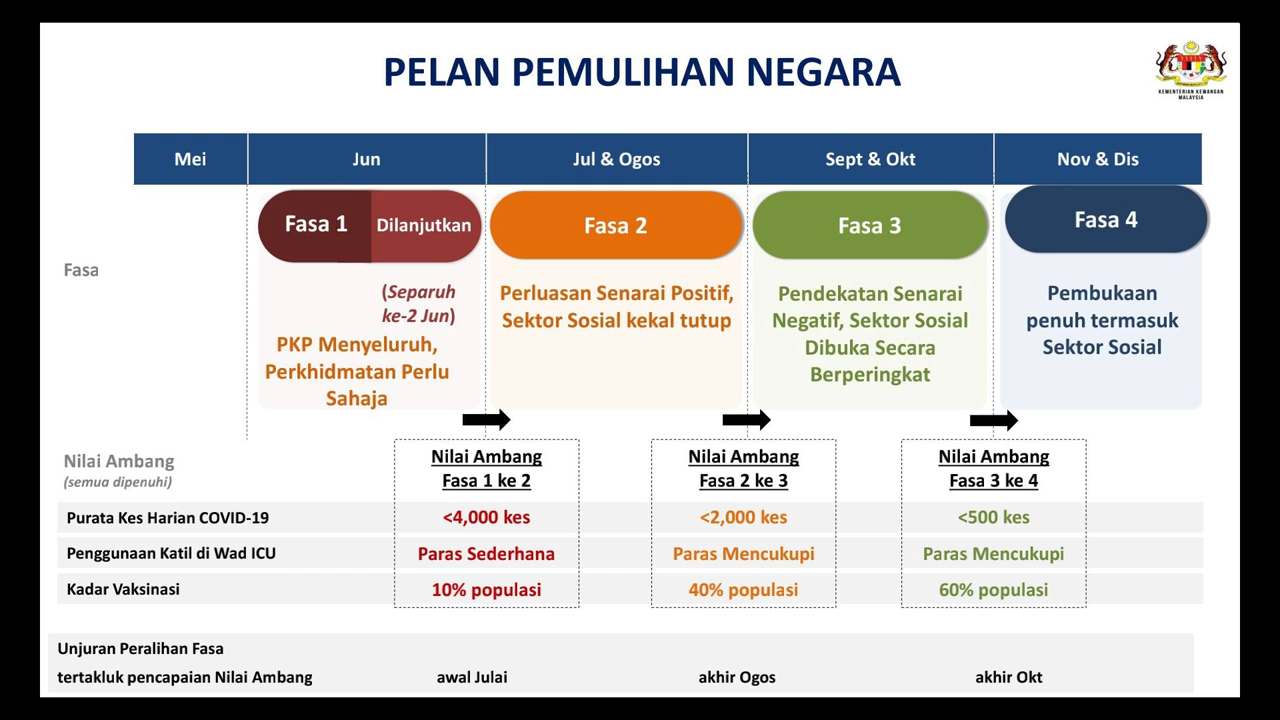 PELAN PEMULIHAN NEGARA
KEMENTERIAN KEWANGAN
MALAYSIA
Mei
Jun
Jul & Ogos
Sept & Okt
Nov & Dis
Fasa
Fasa 1
Dilanjutkan
(Separuh
ke-2 Jun)
PKP Menyeluruh,
Perkhidmatan Perlu
Sahaja
Fasa 2
Perluasan Senarai Positif,
Sektor Sosial kekal tutup
Fasa 3
Pendekatan Senarai
Negatif, Sektor Sosial
Dibuka Secara
Berperingkat
Fasa 4
Pembukaan
penuh termasuk
Sektor Sosial
Nilai Ambang
(semua dipenuhi)
Nilai Ambang
Fasa 1 ke 2
Nilai Ambang
Fasa 2 ke 3
Nilai Ambang
Fasa 3 ke 4
Purata Kes Harian COVID-19
<4,000 kes
<2,000 kes
<500 kes
Penggunaan Katil di Wad ICU
Paras Sederhana
Paras Mencukupi
Paras Mencukupi
Kadar Vaksinasi
10% populasi
40% populasi
60% populasi
Unjuran Peralihan Fasa
tertakluk pencapaian Nilai Ambang
awal Julai
akhir Ogos
akhir Okt